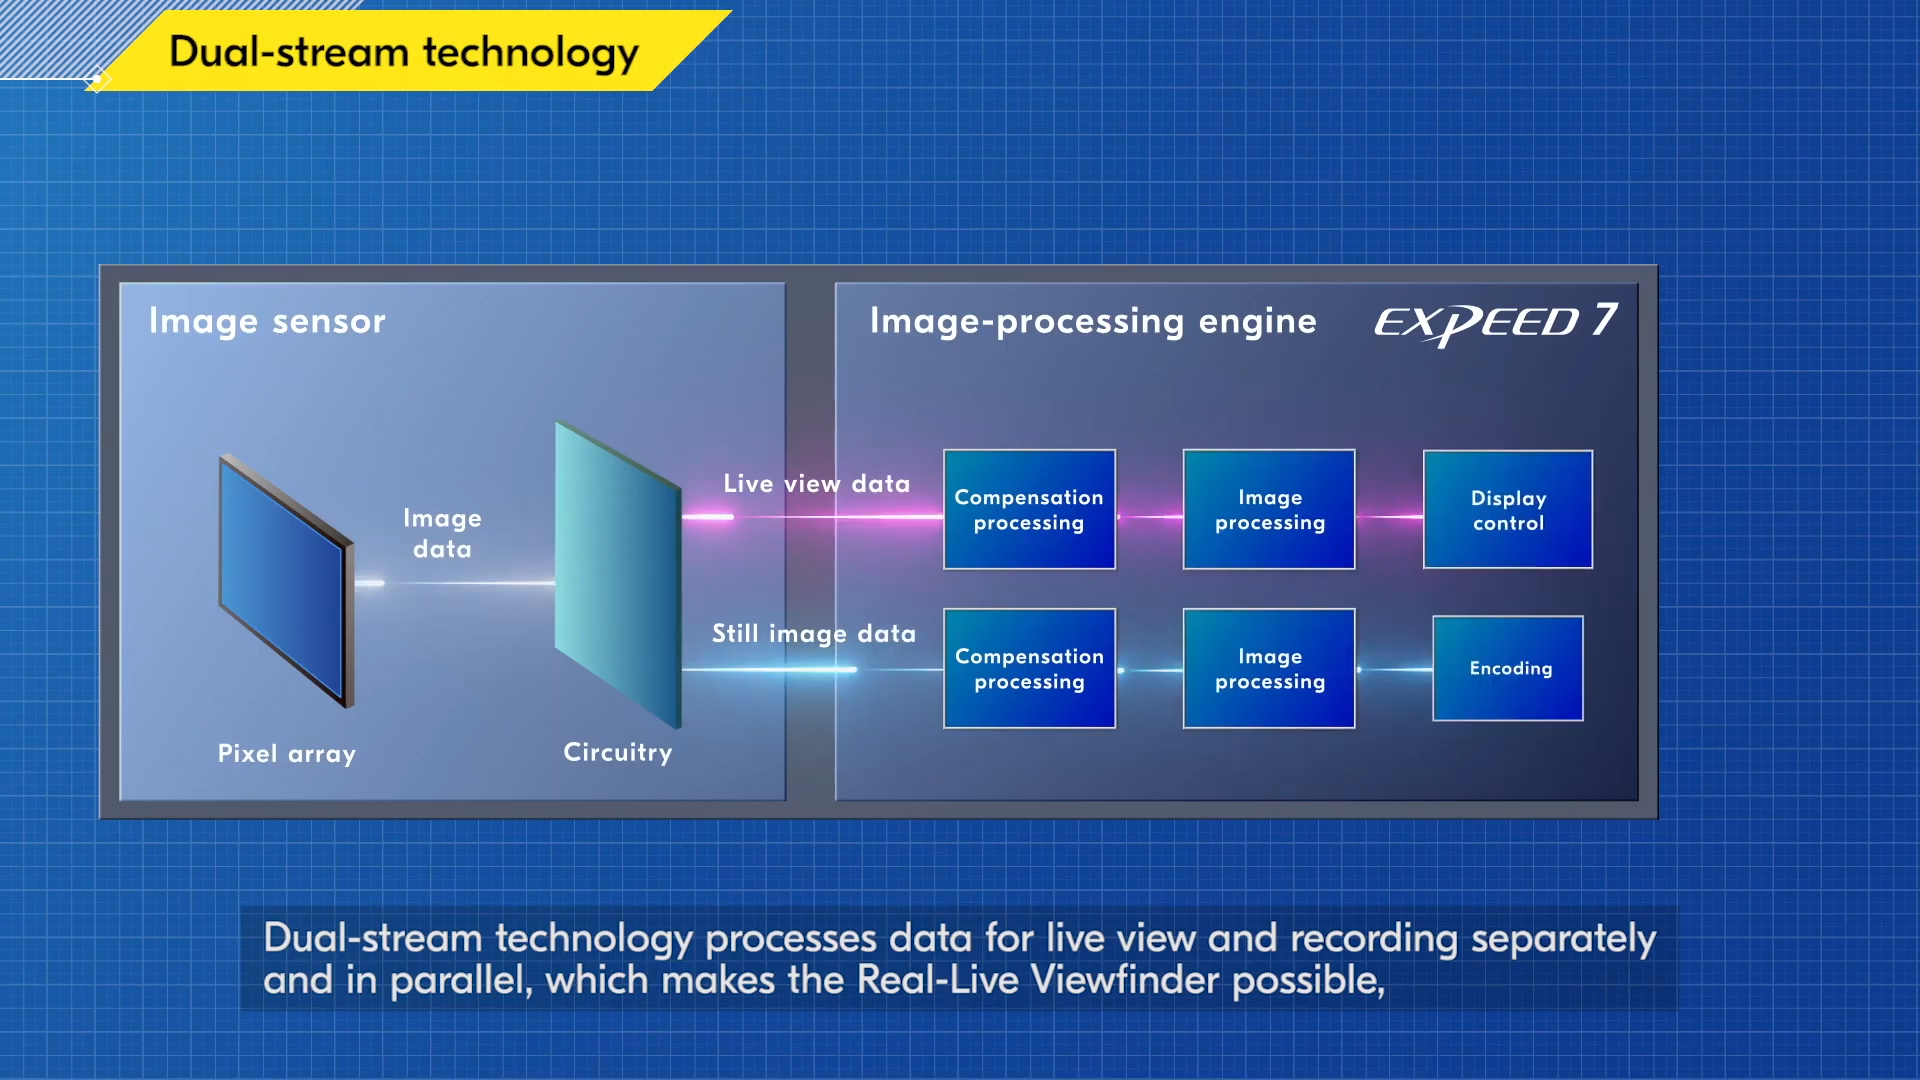 Dual-stream technology
Image sensor
Image-processing engine
EXPEED 7
Live view data
Compensation
processing
Image
processing
Display
control
Image
data
Still image data
Compensation
processing
Image
processing
Encoding
Pixel array
Circuitry
Dual-stream technology processes data for live view and recording separately
and in parallel, which makes the Real-Live Viewfinder possible,